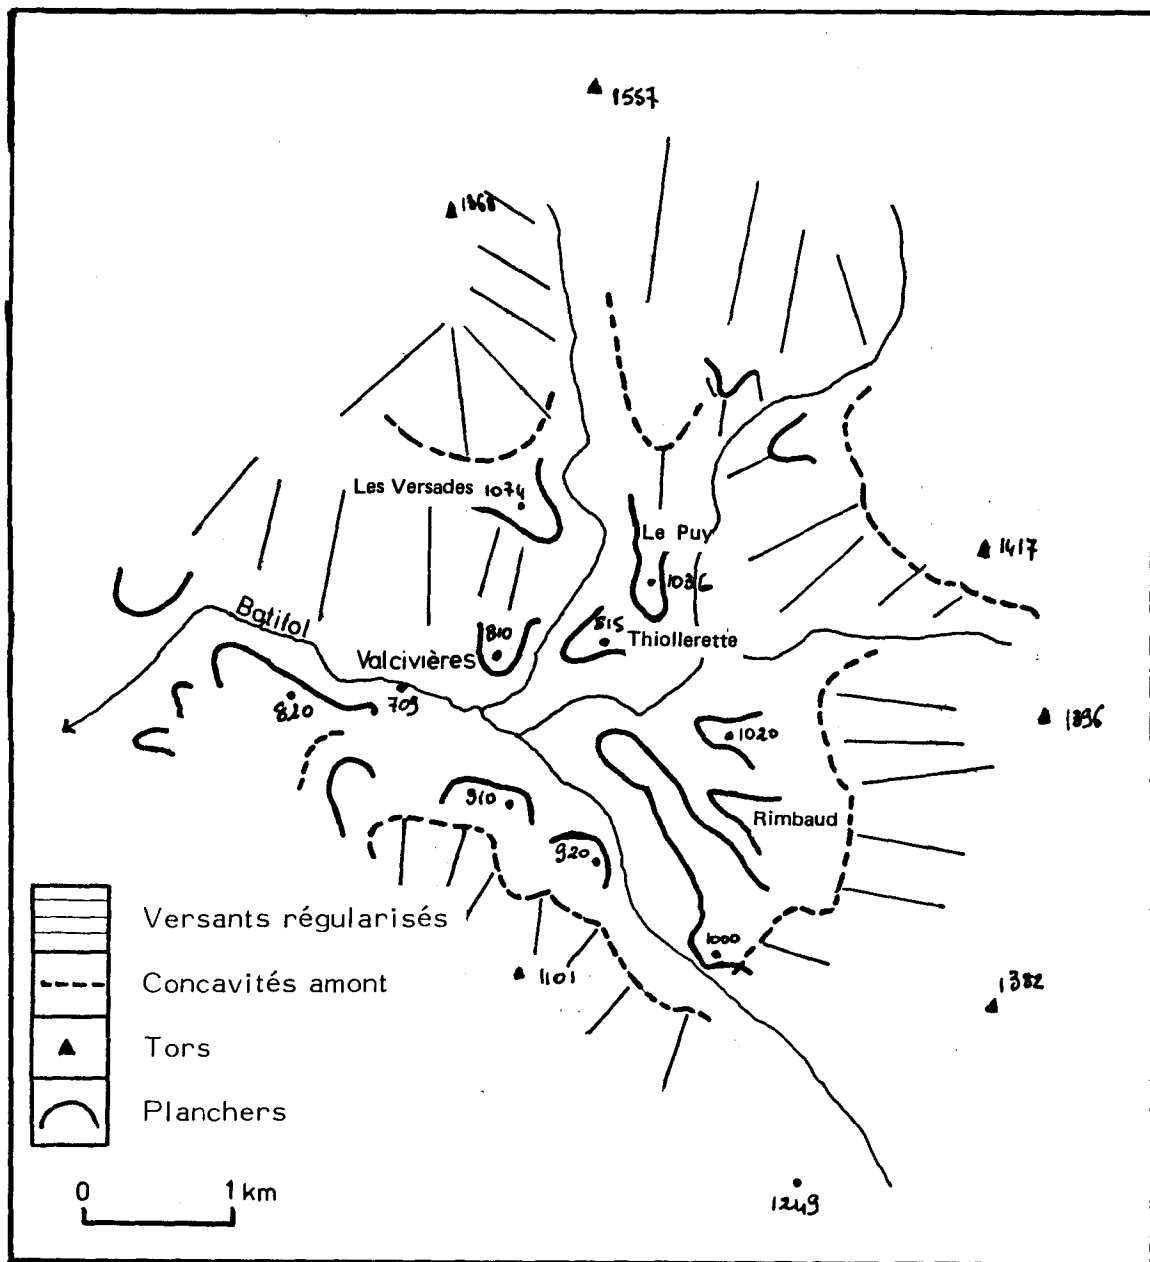 1557
1368
Les Versades 1074
Le Puy
1417
1036
Batifol
810
815
Thiollerette
Valcivières
709
820
1020
1396
910
Rimbaud
920
1000
1101
1382
Versants régularisés
Concavités amont
Tors
Planchers
0 1 km
1249